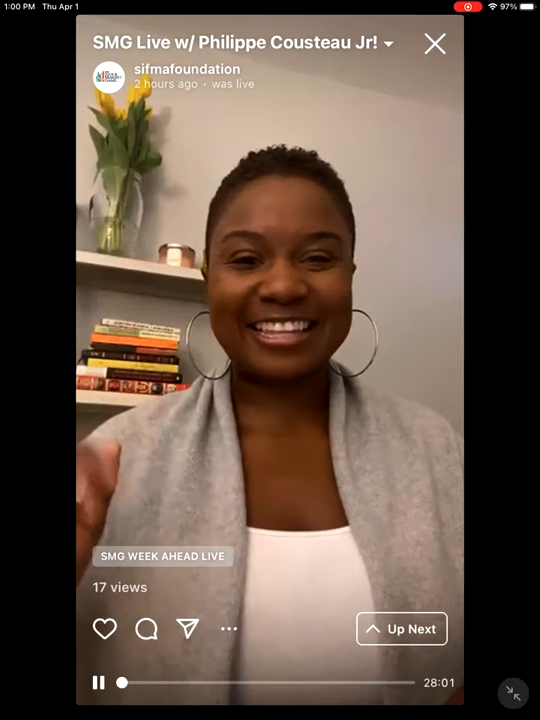 1:00 PM Thu Apr 1
97%
SMG Live w/ Philippe Cousteau Jr!
sifmafoundation
2 hours ago · was live
SMG WEEK AHEAD LIVE
17 views
Up Next
28:01